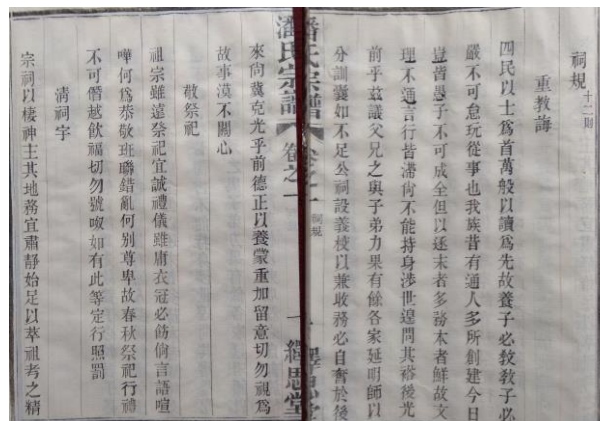 祠規 十二則
重教誨
四民以士爲首萬般以讀爲先故養子必教教子必
嚴不可怠玩從事也我族昔有通人多所創建今日
豈皆愚子不可成全但以逐末者多務本者鮮故文
理不通言行皆滯尙不能持身涉世遑問其裕後光
前乎兹議父兄之與子弟力果有餘各家延明師以
分訓囊如不足公祠設義校以兼收務必自奮於後
潘氏宗譜 卷之一 祠規 一 繹思堂
來尙冀克光乎前德正以養蒙重加留意切勿視爲
故事漠不關心
敬祭祀
祖宗雖遠祭祀宜誠禮儀雖庸衣冠必飭倘言語喧
嘩何爲恭敬班聯錯亂何別尊卑故春秋祭祀行禮
不可僭越飲福切勿號呶如有此等定行照罰
清祠宇
宗祠以棲神主其地務宜肅靜始足以萃祖考之精